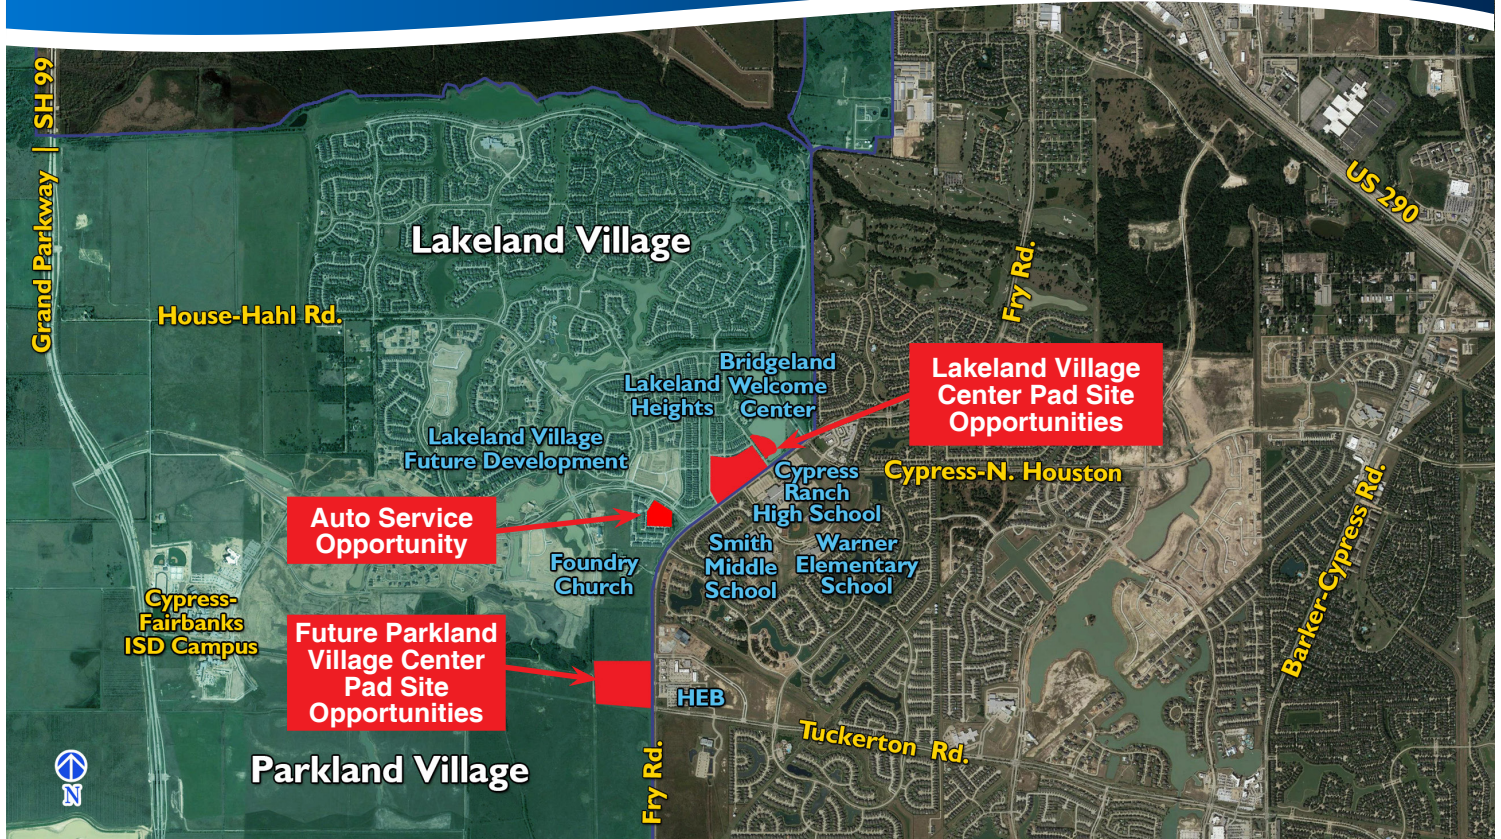 Grand Parkway | SH 99
US 290
Lakeland Village
Fry Rd.
House-Hahl Rd.
Bridgeland
Welcome
Center
Lakeland
Heights
Lakeland Village
Center Pad Site
Opportunities
Lakeland Village
Future Development
Cypress
Ranch
High School
Cypress-N. Houston
Barker-Cypress Rd.
Auto Service
Opportunity
Smith
Middle
School
Warner
Elementary
School
Foundry
Church
Cypress-
Fairbanks
ISD Campus
Future Parkland
Village Center
Pad Site
Opportunities
HEB
Tuckerton Rd.
Fry Rd.
Parkland Village
N